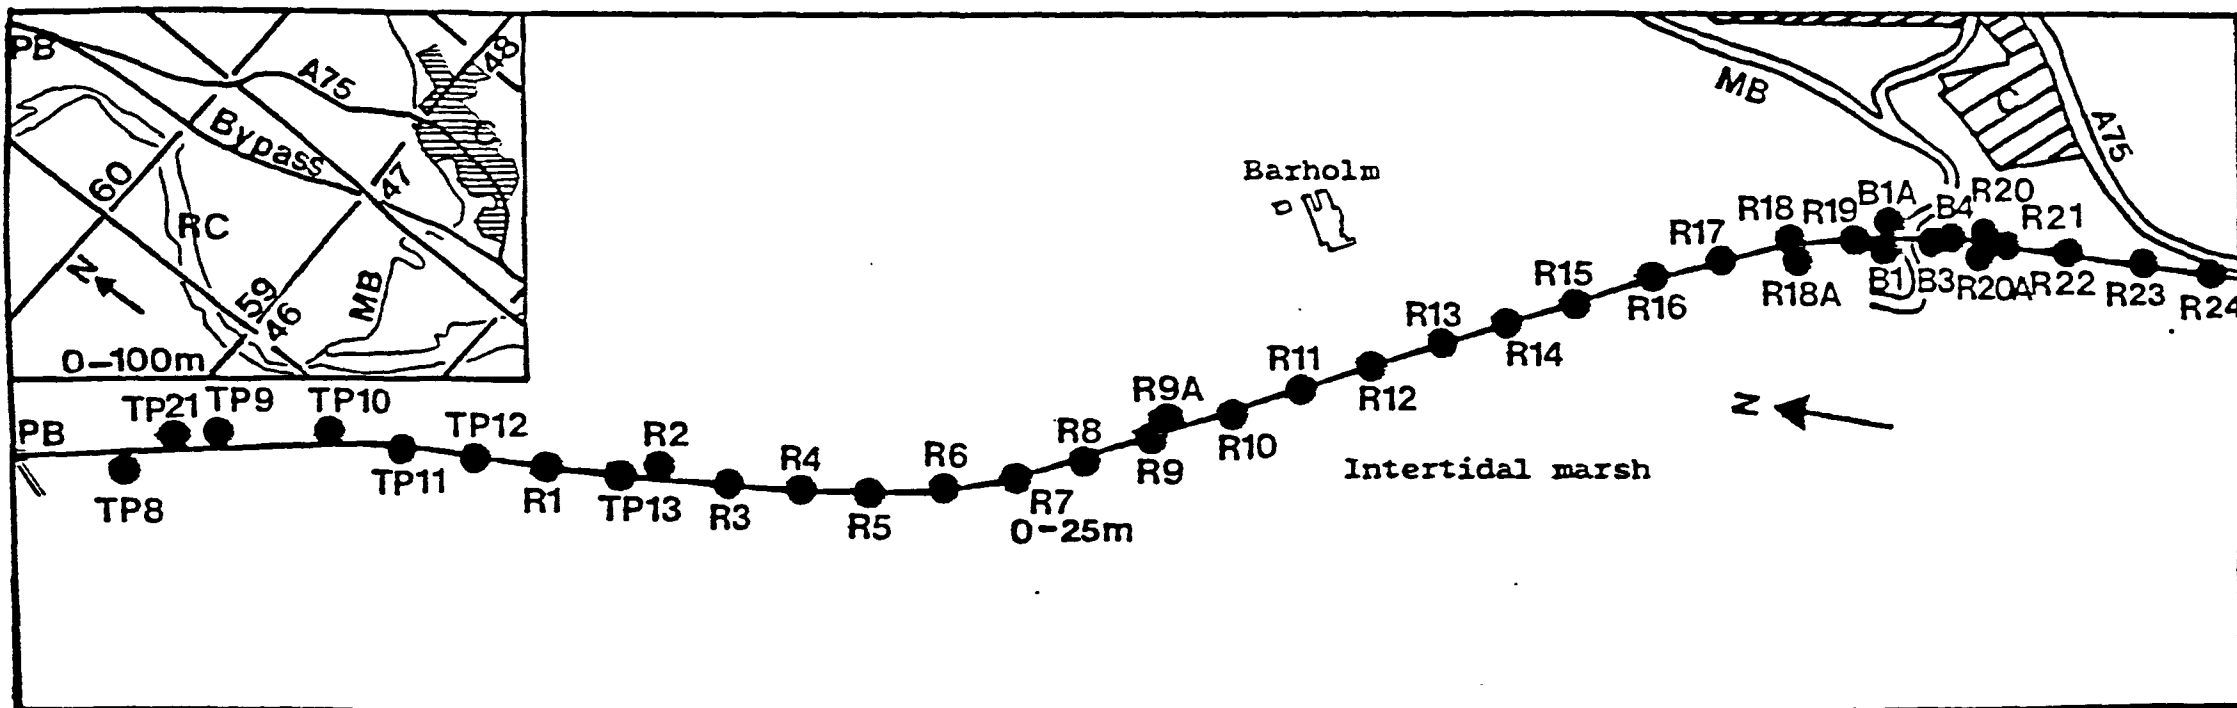 PB
A75
48
Bypass
C
60
47
RC
N
MB
59
46
0-100m
MB
C
A75
Barholm
B1A
R20
R18 R19
B4
R21
R17
R15
R18A
B1
B3
R20A
R22
R23
R24
R16
R13
R14
R11
R12
R9A
R10
N
TP21
TP9
TP10
PB
TP12
R2
R8
R4
R6
R9
Intertidal marsh
TP11
R1
TP13
R3
R5
R7
TP8
0-25m